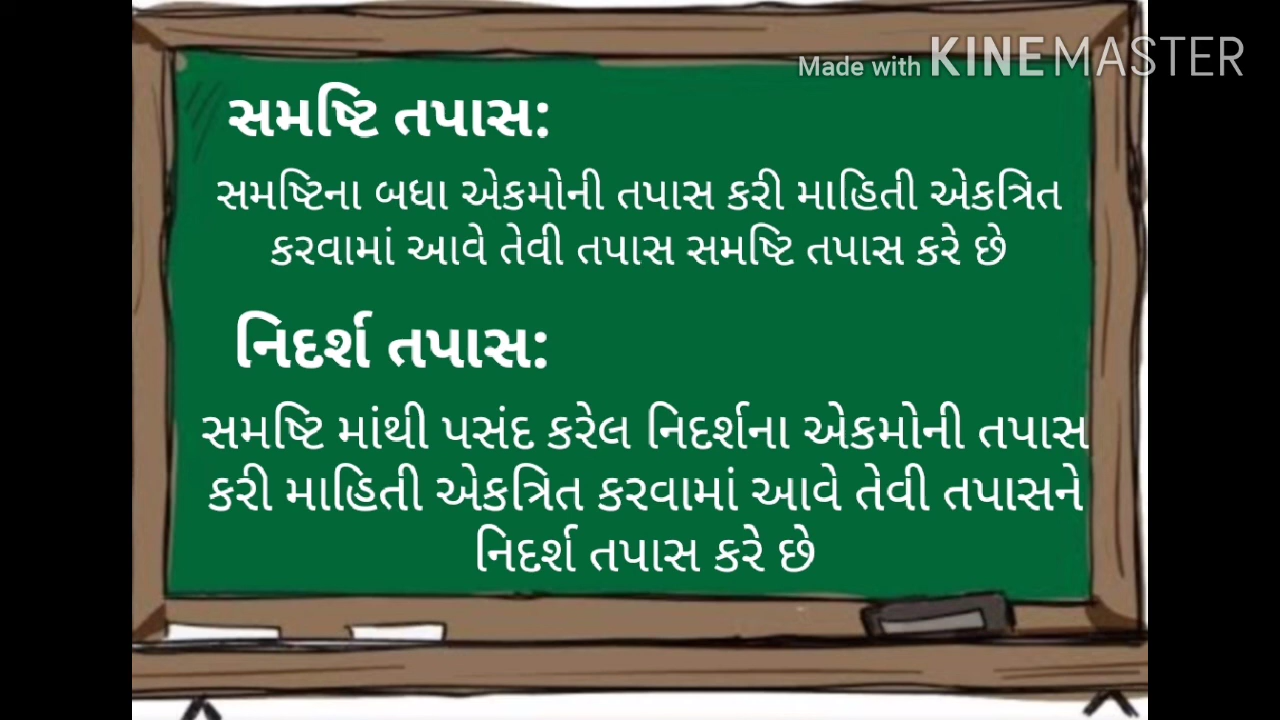 Made with KINEMASTER
સમષ્ટિ તપાસ:
સમષ્ટિના બધા એકમોની તપાસ કરી માહિતી એકત્રિત
કરવામાં આવે તેવી તપાસ સમષ્ટિ તપાસ કરે છે
નિદર્શ તપાસ:
સમષ્ટિ માંથી પસંદ કરેલ નિદર્શના એકમોની તપાસ
કરી માહિતી એકત્રિત કરવામાં આવે તેવી તપાસને
નિદર્શ તપાસ કરે છે